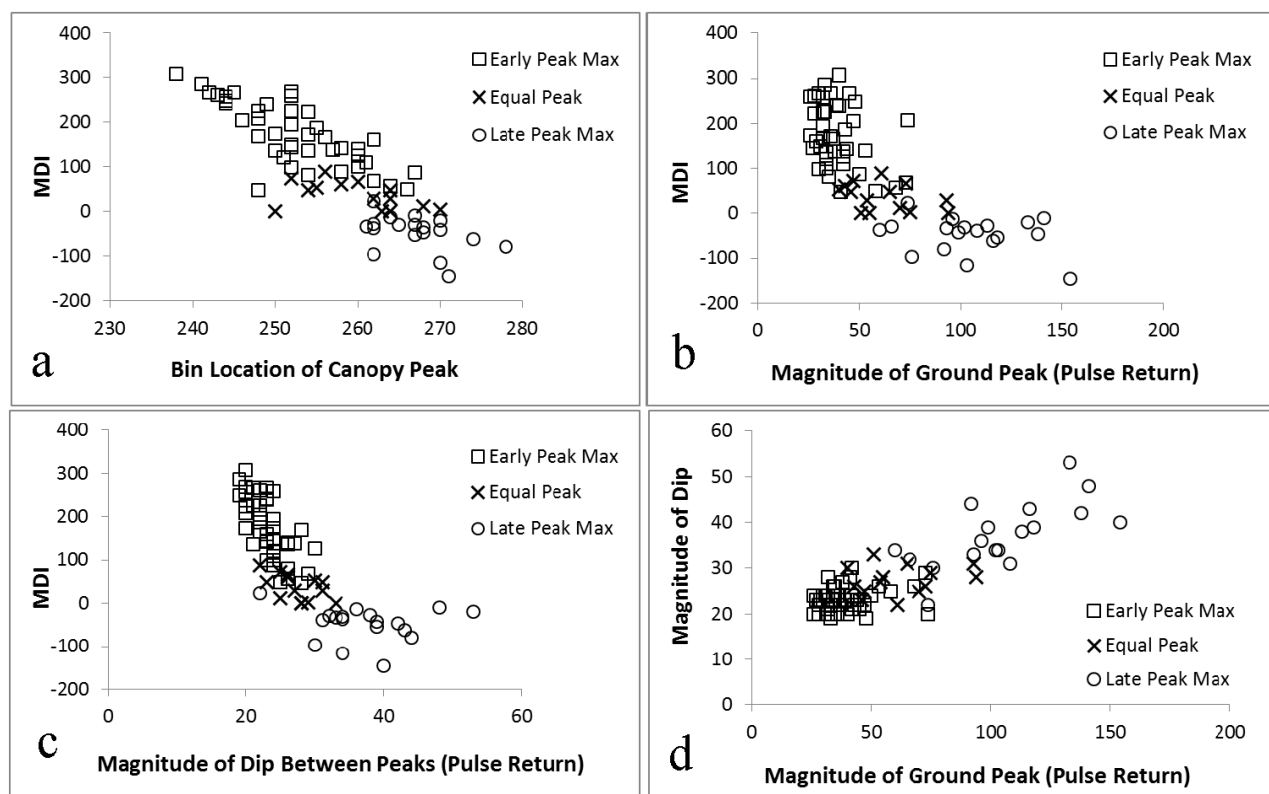 400
300
200
100
0
-100
-200
MDI
230 240 250 260 270 280
Bin Location of Canopy Peak
Early Peak Max
Equal Peak
Late Peak Max
a
400
300
200
100
0
-100
-200
MDI
0 50 100 150 200
Magnitude of Ground Peak (Pulse Return)
Early Peak Max
Equal Peak
Late Peak Max
b
400
300
200
100
0
-100
-200
MDI
0 20 40 60
Magnitude of Dip Between Peaks (Pulse Return)
Early Peak Max
Equal Peak
Late Peak Max
c
60
50
40
30
20
10
0
Magnitude of Dip
0 50 100 150 200
Magnitude of Ground Peak (Pulse Return)
Early Peak Max
Equal Peak
Late Peak Max
d